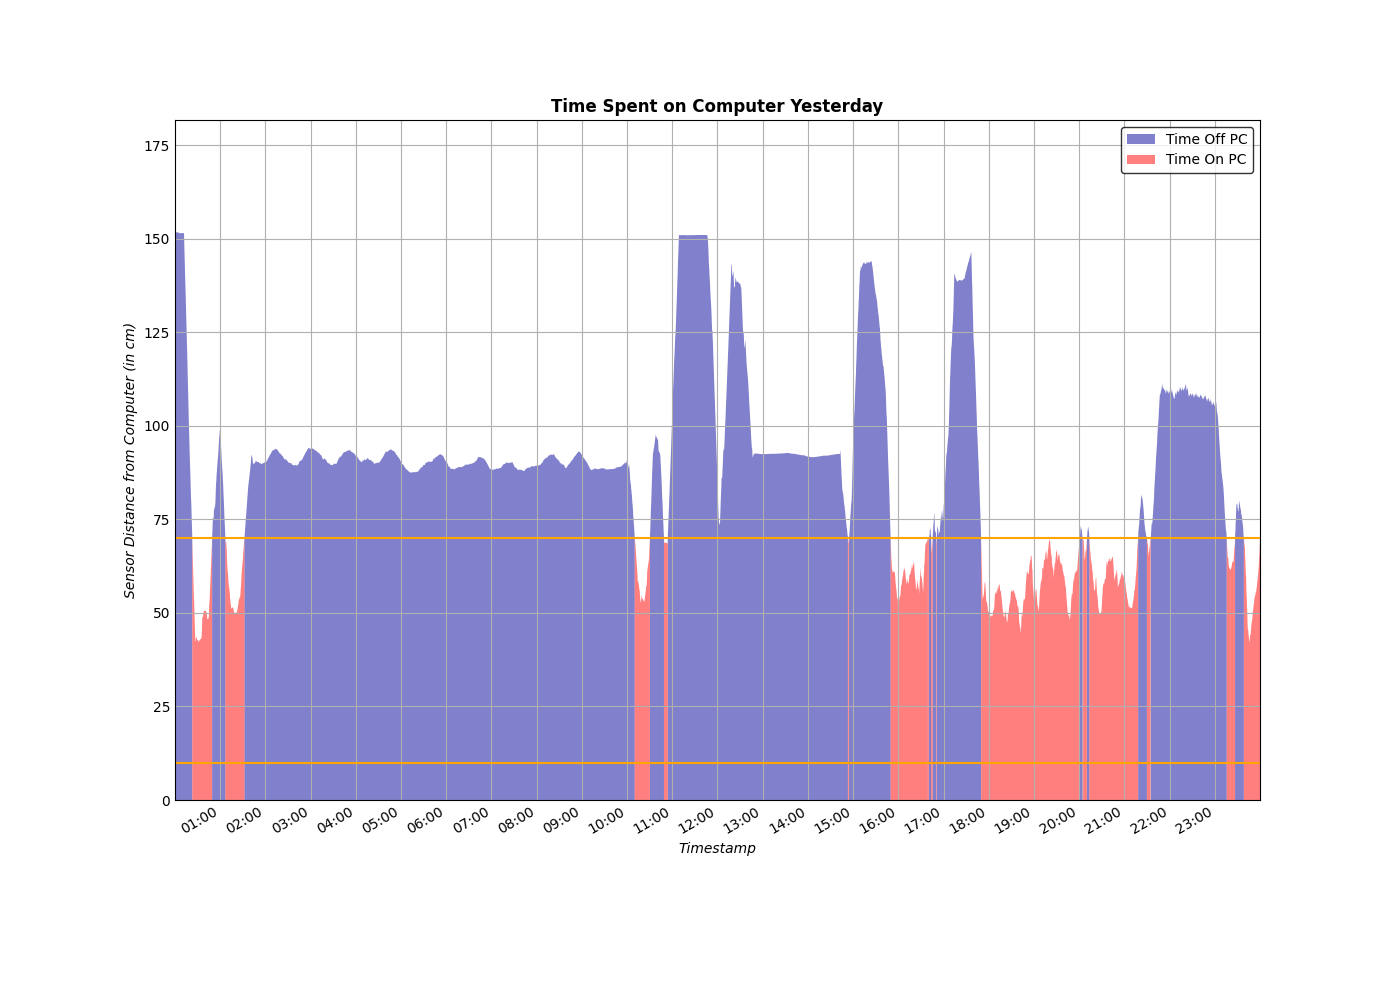 Time Spent on Computer Yesterday
Time Off PC
Time On PC
Sensor Distance from Computer (in cm)
175
150
125
100
75
50
25
0
01:00 02:00 03:00 04:00 05:00 06:00 07:00 08:00 09:00 10:00 11:00 12:00 13:00 14:00 15:00 16:00 17:00 18:00 19:00 20:00 21:00 22:00 23:00
Timestamp